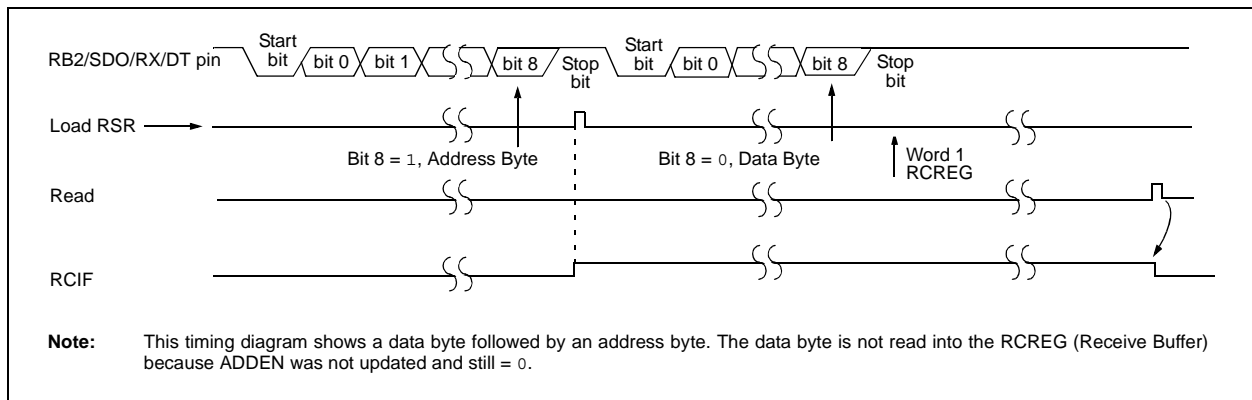 Start
bit
bit 0
bit 1
bit 8
Stop
bit
Start
bit
bit 0
bit 8
Stop
bit
RB2/SDO/RX/DT pin
Load RSR
Bit 8 = 1, Address Byte
Bit 8 = 0, Data Byte
Word 1
RCREG
Read
RCIF
Note: This timing diagram shows a data byte followed by an address byte. The data byte is not read into the RCREG (Receive Buffer)
because ADDEN was not updated and still = 0.